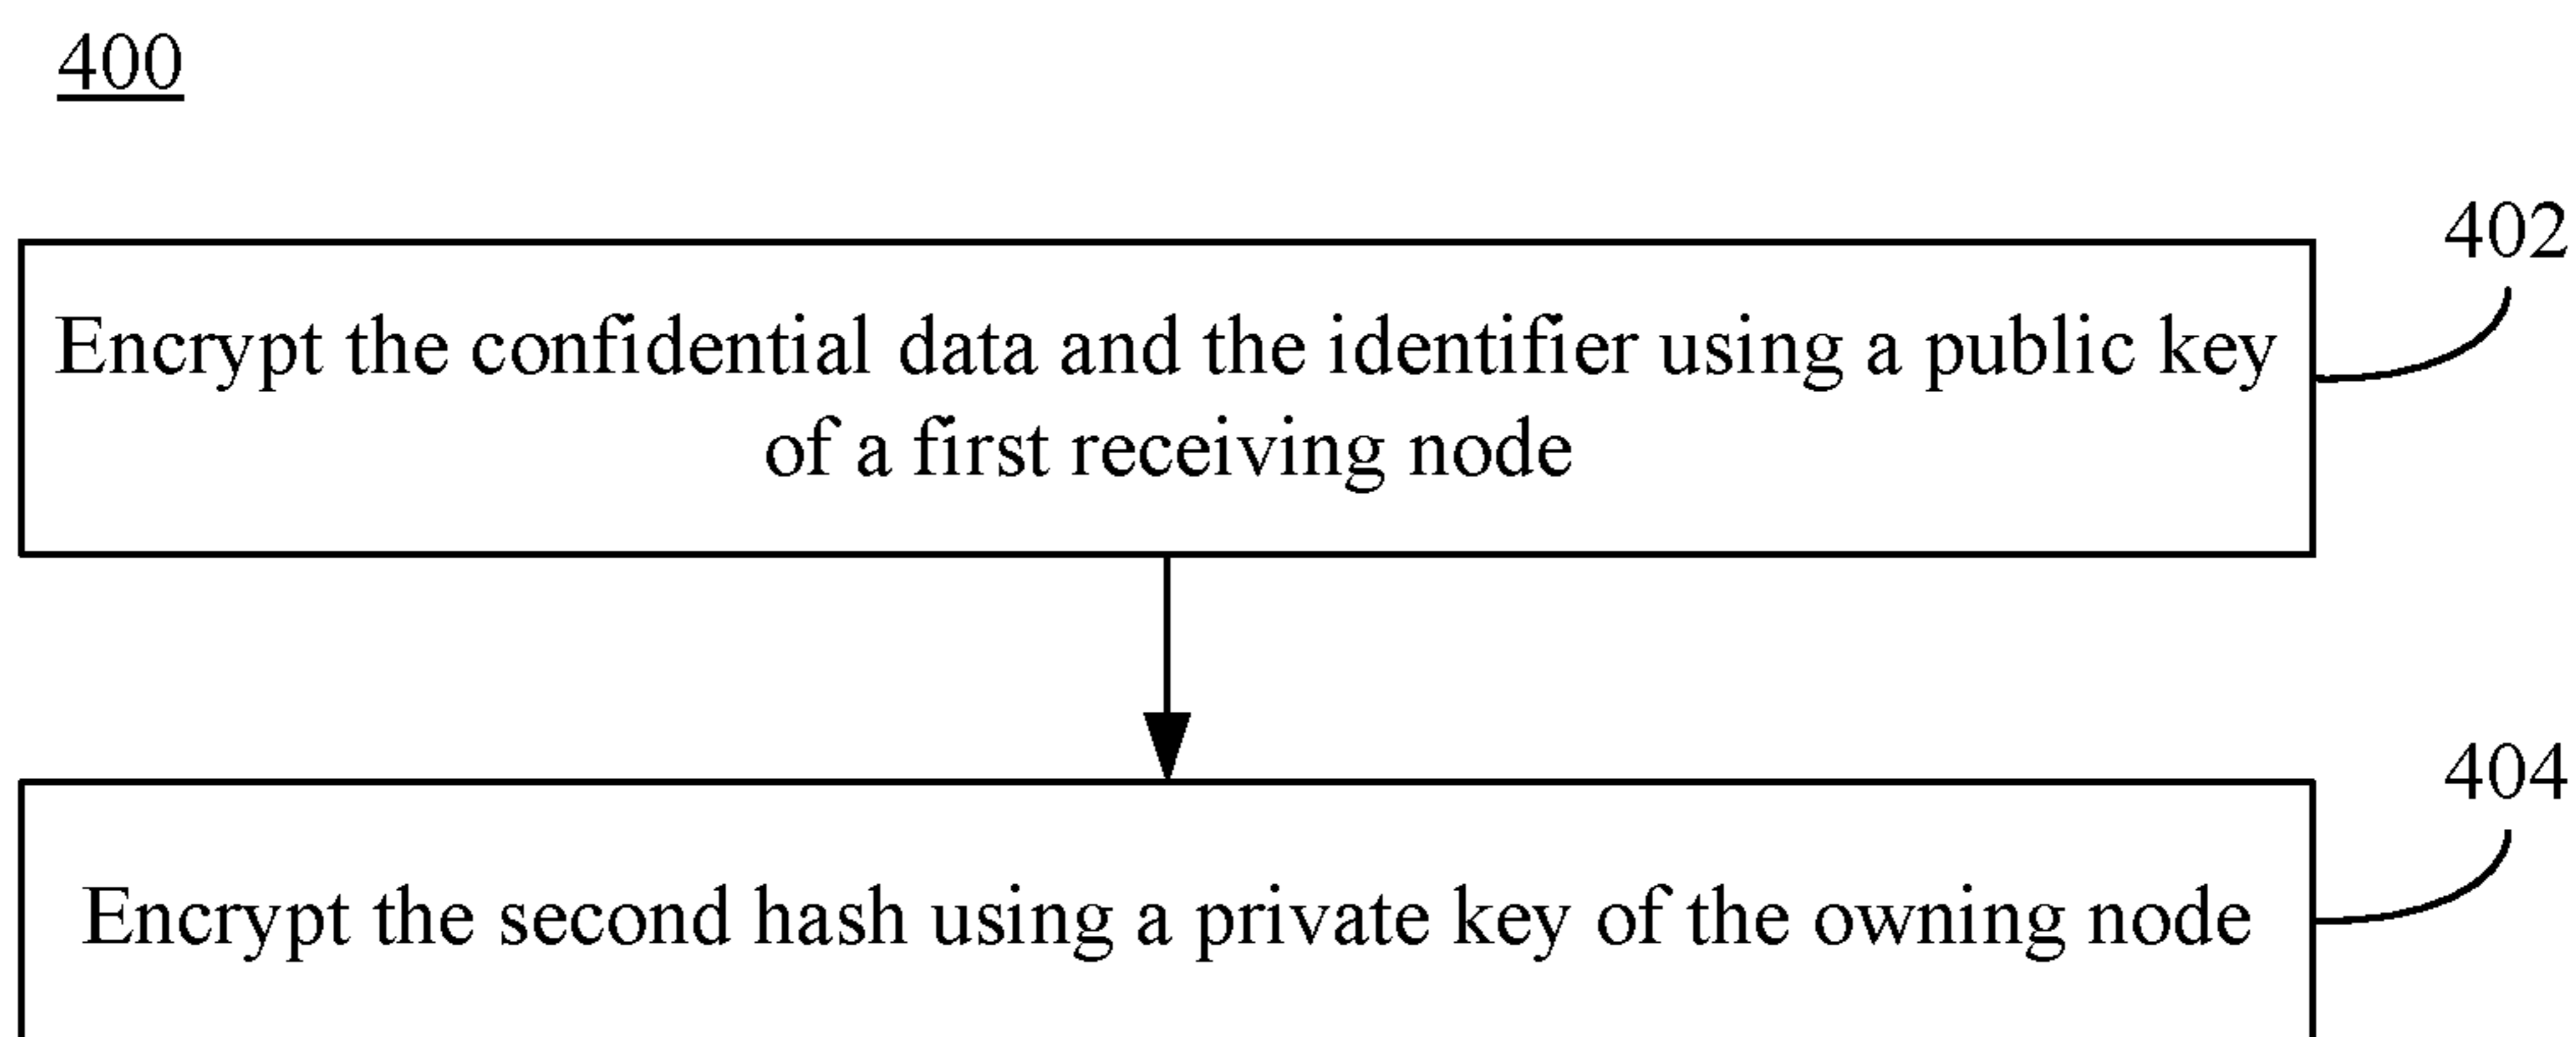 400
402
Encrypt the confidential data and the identifier using a public key
of a first receiving node
404
Encrypt the second hash using a private key of the owning node